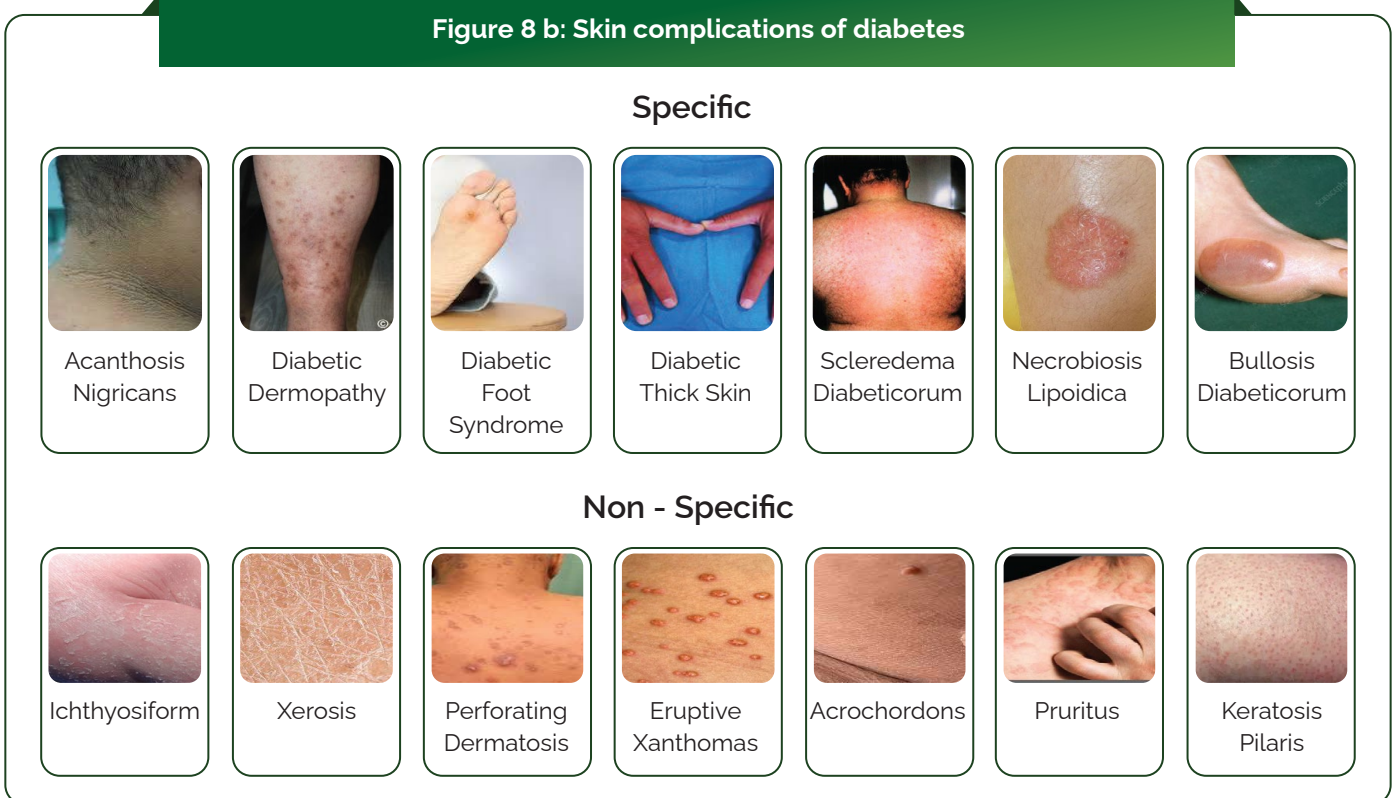 Figure 8 b: Skin complications of diabetes
Specific
Acanthosis
Nigricans
Diabetic
Dermopathy
©
Diabetic
Foot
Syndrome
Diabetic
Thick Skin
Scleredema
Diabeticorum
Necrobiosis
Lipoidica
Bullosis
Diabeticorum
Non - Specific
Ichthyosiform
Xerosis
Perforating
Dermatosis
Eruptive
Xanthomas
Acrochordons
Pruritus
Keratosis
Pilaris